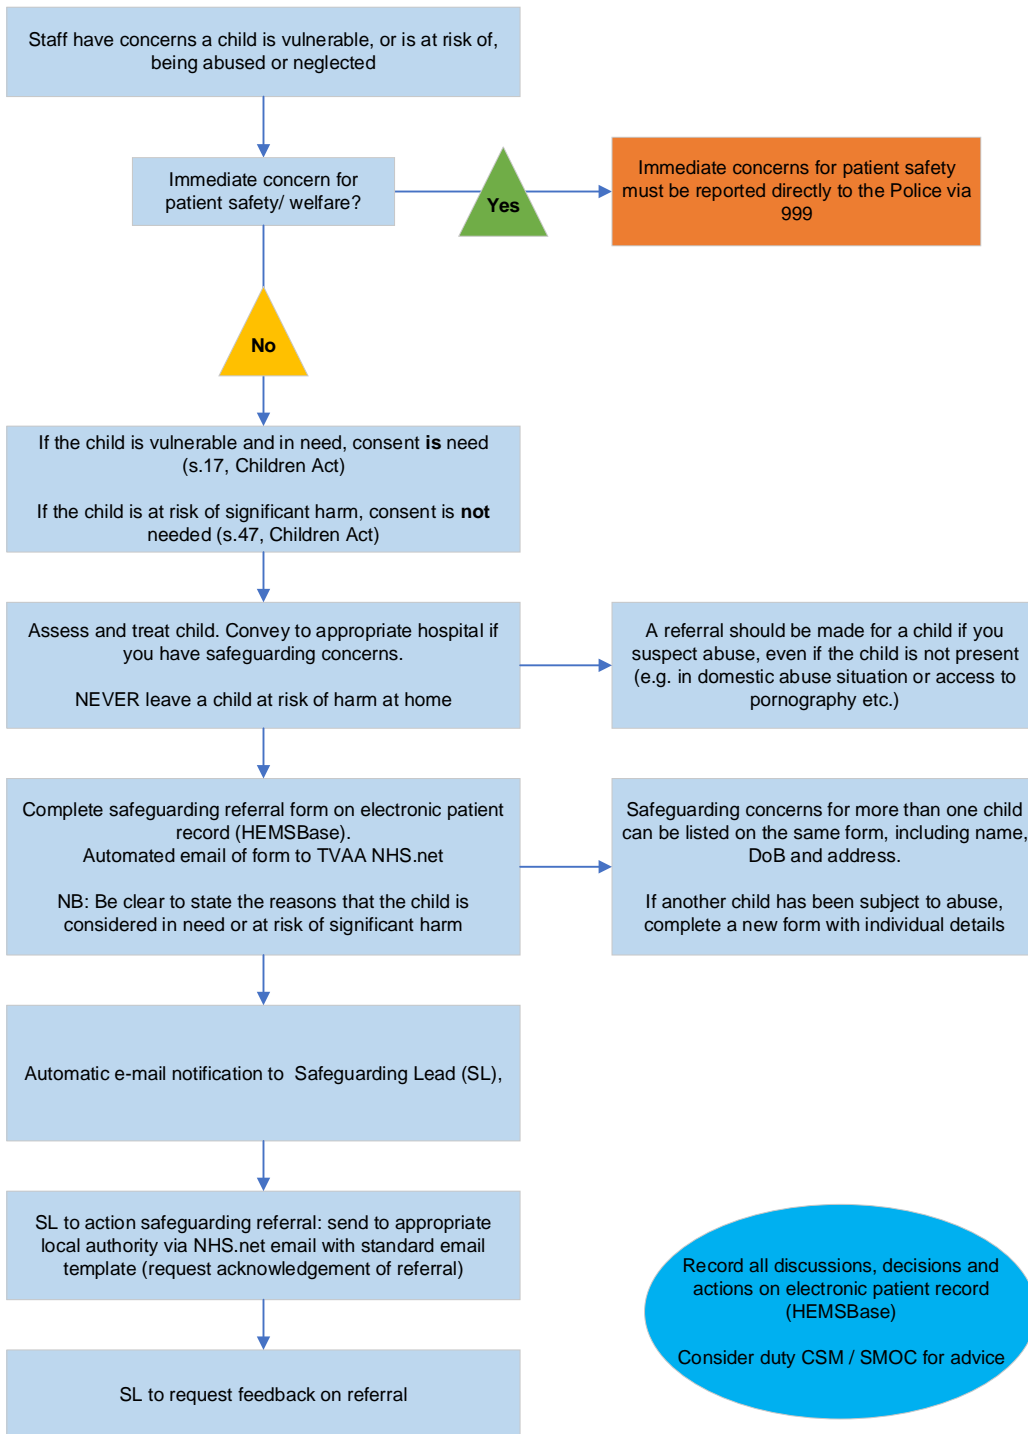 Staff have concerns a child is vulnerable, or is at risk of,
being abused or neglected
Immediate concern for
patient safety/ welfare?
Yes
Immediate concerns for patient safety
must be reported directly to the Police via
999
No
If the child is vulnerable and in need, consent is need
(s.17, Children Act)
If the child is at risk of significant harm, consent is not
needed (s.47, Children Act)
Assess and treat child. Convey to appropriate hospital if
you have safeguarding concerns.
NEVER leave a child at risk of harm at home
A referral should be made for a child if you
suspect abuse, even if the child is not present
(e.g. in domestic abuse situation or access to
pornography etc.)
Complete safeguarding referral form on electronic patient
record (HEMSBase).
Automated email of form to TVAA NHS.net
NB: Be clear to state the reasons that the child is
considered in need or at risk of significant harm
Safeguarding concerns for more than one child
can be listed on the same form, including name,
DoB and address.
If another child has been subject to abuse,
complete a new form with individual details
Automatic e-mail notification to  Safeguarding Lead (SL),
SL to action safeguarding referral: send to appropriate
local authority via NHS.net email with standard email
template (request acknowledgement of referral)
Record all discussions, decisions and
actions on electronic patient record
(HEMSBase)
Consider duty CSM / SMOC for advice
SL to request feedback on referral